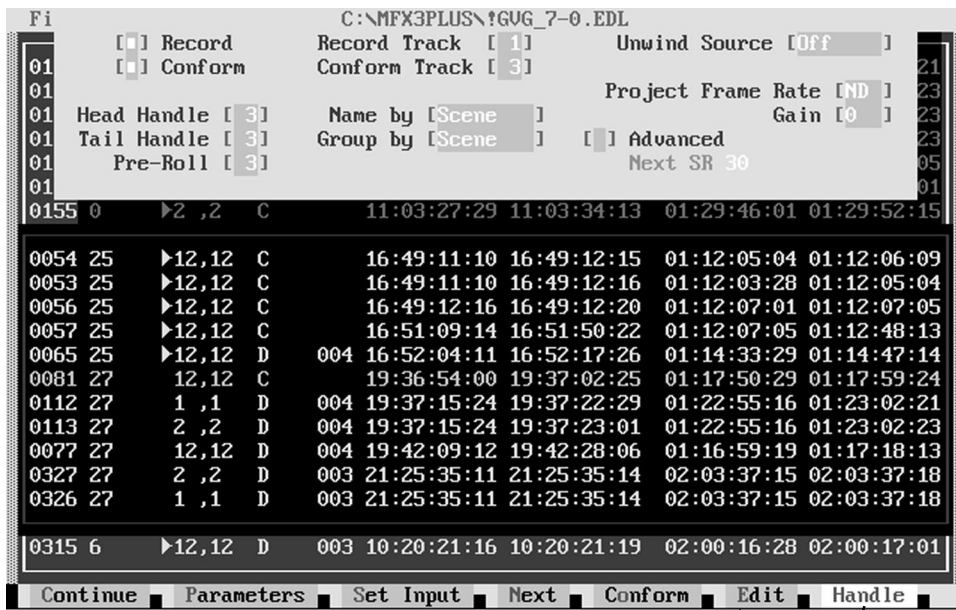 Fi C:\MFX3PLUS\!GVG_7-0.EDL
[▪] Record Record Track [ 1] Unwind Source [Off ]
01 [▪] Conform Conform Track [ 3] 21
01 Project Frame Rate [ND ] 23
01 Head Handle [ 3] Name by [Scene ] Gain [0 ] 23
01 Tail Handle [ 3] Group by [Scene ] [ ] Advanced 23
01 Pre-Roll [ 3] Next SR 30 05
01 01
0155 0 ▶2 ,2 C 11:03:27:29 11:03:34:13 01:29:46:01 01:29:52:15
0054 25 ▶12,12 C 16:49:11:10 16:49:12:15 01:12:05:04 01:12:06:09
0053 25 ▶12,12 C 16:49:11:10 16:49:12:16 01:12:03:28 01:12:05:04
0056 25 ▶12,12 C 16:49:12:16 16:49:12:20 01:12:07:01 01:12:07:05
0057 25 ▶12,12 C 16:51:09:14 16:51:50:22 01:12:07:05 01:12:48:13
0065 25 ▶12,12 D 004 16:52:04:11 16:52:17:26 01:14:33:29 01:14:47:14
0081 27 12,12 C 19:36:54:00 19:37:02:25 01:17:50:29 01:17:59:24
0112 27 1 ,1 D 004 19:37:15:24 19:37:22:29 01:22:55:16 01:23:02:21
0113 27 2 ,2 D 004 19:37:15:24 19:37:23:01 01:22:55:16 01:23:02:23
0077 27 12,12 D 004 19:42:09:12 19:42:28:06 01:16:59:19 01:17:18:13
0327 27 2 ,2 D 003 21:25:35:11 21:25:35:14 02:03:37:15 02:03:37:18
0326 27 1 ,1 D 003 21:25:35:11 21:25:35:14 02:03:37:15 02:03:37:18
0315 6 ▶12,12 D 003 10:20:21:16 10:20:21:19 02:00:16:28 02:00:17:01
Continue Parameters Set Input Next Conform Edit Handle